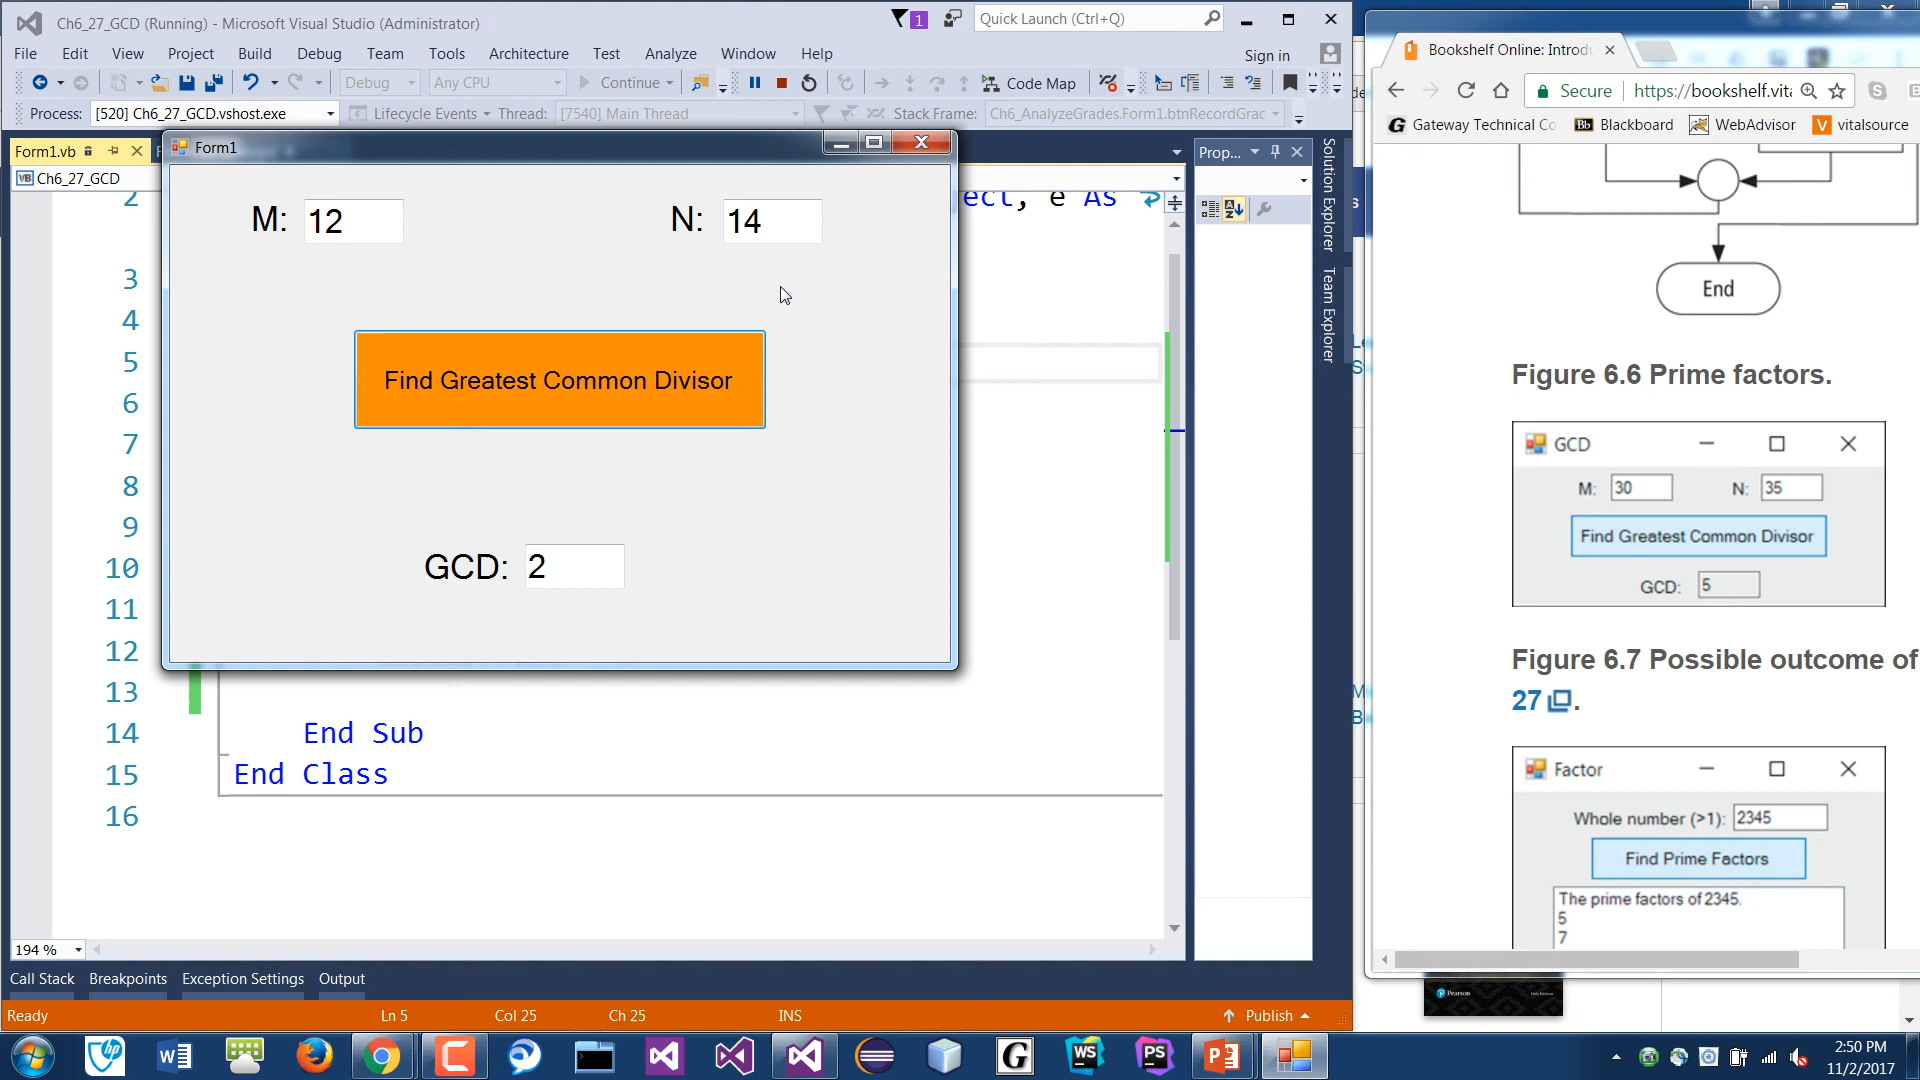 Ch6_27_GCD (Running) - Microsoft Visual Studio (Administrator)
1
Quick Launch (Ctrl+Q)
File Edit View Project Build Debug Team Tools Architecture Test Analyze Window Help
Sign in
Debug Any CPU Continue Code Map
Process: [520] Ch6_27_GCD.vshost.exe Lifecycle Events Thread: [7540] Main Thread Stack Frame: Ch6_AnalyzeGrades.Form1.btnRecordGrac
Form1.vb
Ch6_27_GCD
Form1
M: 12
N: 14
Find Greatest Common Divisor
GCD: 2
ect, e As
2
3
4
5
6
7
8
9
10
11
12
13
14 End Sub
15 End Class
16
194 %
Call Stack Breakpoints Exception Settings Output
Ready Ln 5 Col 25 Ch 25 INS Publish
Prop...
Solution Explorer
Team Explorer
Bookshelf Online: Introdu
Secure https://bookshelf.vita
Gateway Technical Co Blackboard WebAdvisor vitalsource
End
Figure 6.6 Prime factors.
GCD
M: 30 N: 35
Find Greatest Common Divisor
GCD: 5
Figure 6.7 Possible outcome of
27.
Factor
Whole number (>1): 2345
Find Prime Factors
The prime factors of 2345.
5
7
Pearson
2:50 PM
11/2/2017